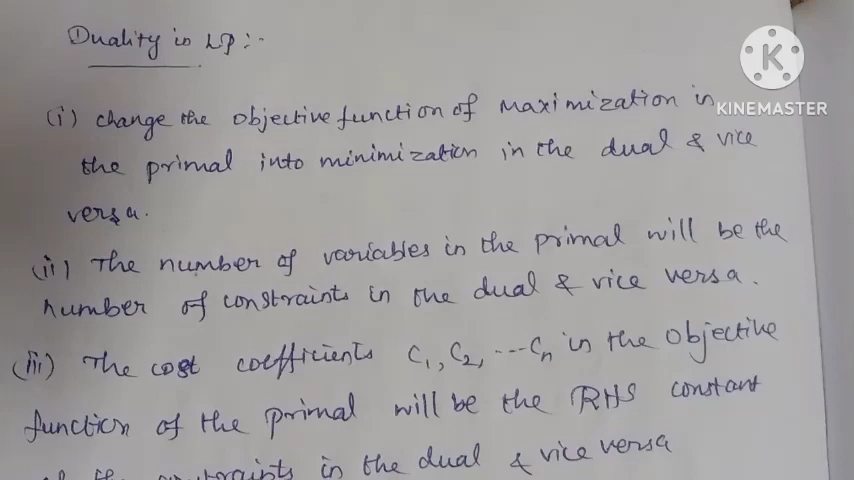 Duality in LP:-
K
KINEMASTER
(i) change the objective function of maximization in
the primal into minimization in the dual & vice
versa.
(ii) The number of variables in the primal will be the
number of constraints in the dual & vice versa.
(iii) The cost coefficients C1, C2, ---Cn in the objective
function of the primal will be the RHS constant
of the constraints in the dual & vice versa